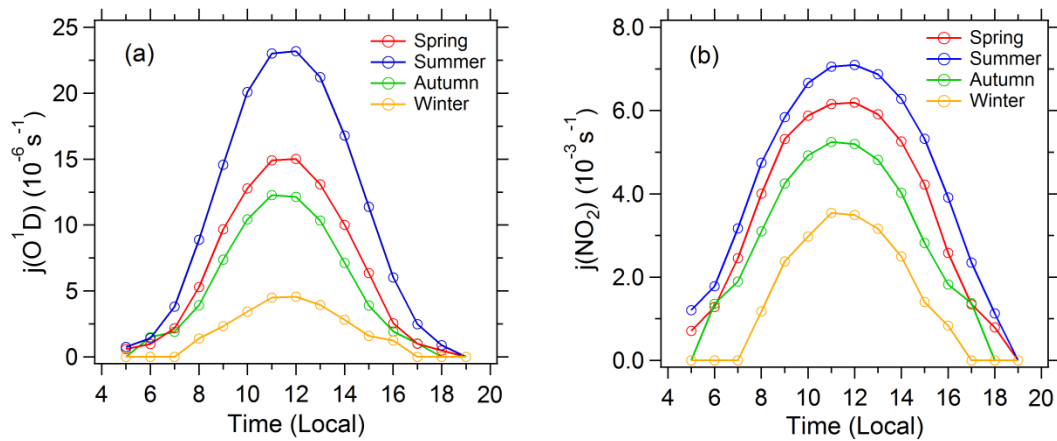 (a)
Spring
Summer
Autumn
Winter
j(O¹D) (10⁻⁶ s⁻¹)
25
20
15
10
5
0
4 6 8 10 12 14 16 18 20
Time (Local)
(b)
Spring
Summer
Autumn
Winter
j(NO₂) (10⁻³ s⁻¹)
8.0
6.0
4.0
2.0
0.0
4 6 8 10 12 14 16 18 20
Time (Local)